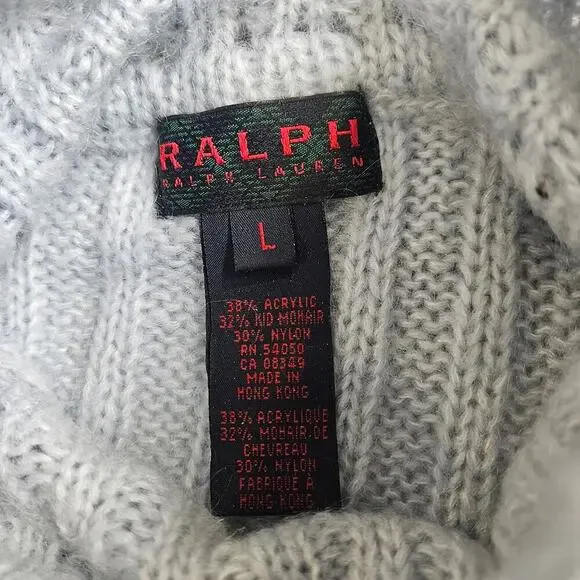 RALPH
RALPH LAUREN
L
38% ACRYLIC
32% KID MOHAIR
30% NYLON
RN 54050
CA 08349
MADE IN
HONG KONG
38% ACRYLIQUE
32% MOHAIR DE
CHEVREAU
30% NYLON
FABRIQUE À
HONG KONG